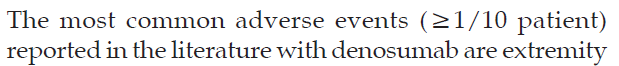 The most common adverse events (≥1/10 patient)
reported in the literature with denosumab are extremity